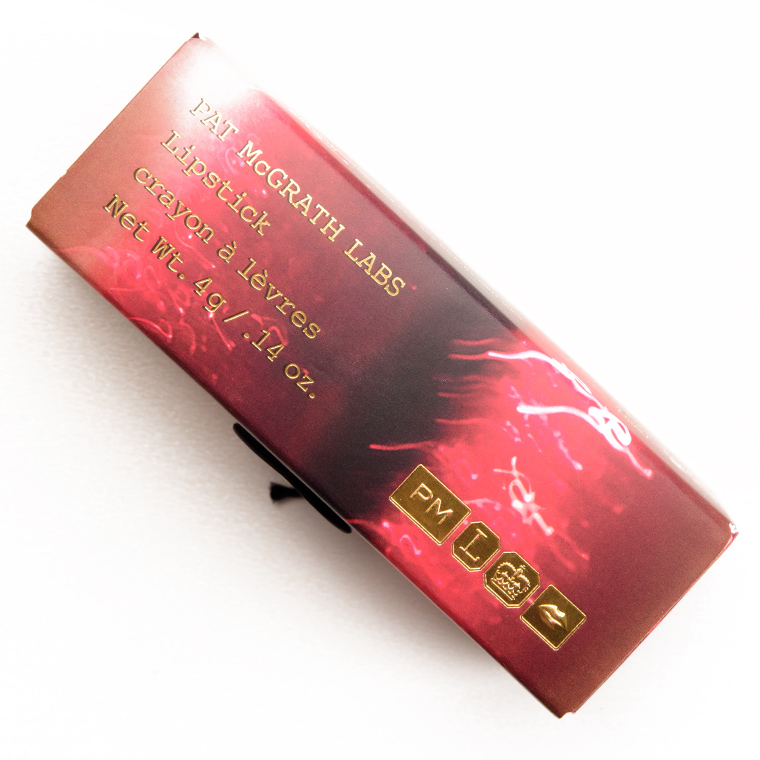 PAT McGRATH LABS
Lipstick
crayon à lèvres
Net Wt. 4g / .14 oz.
PM L